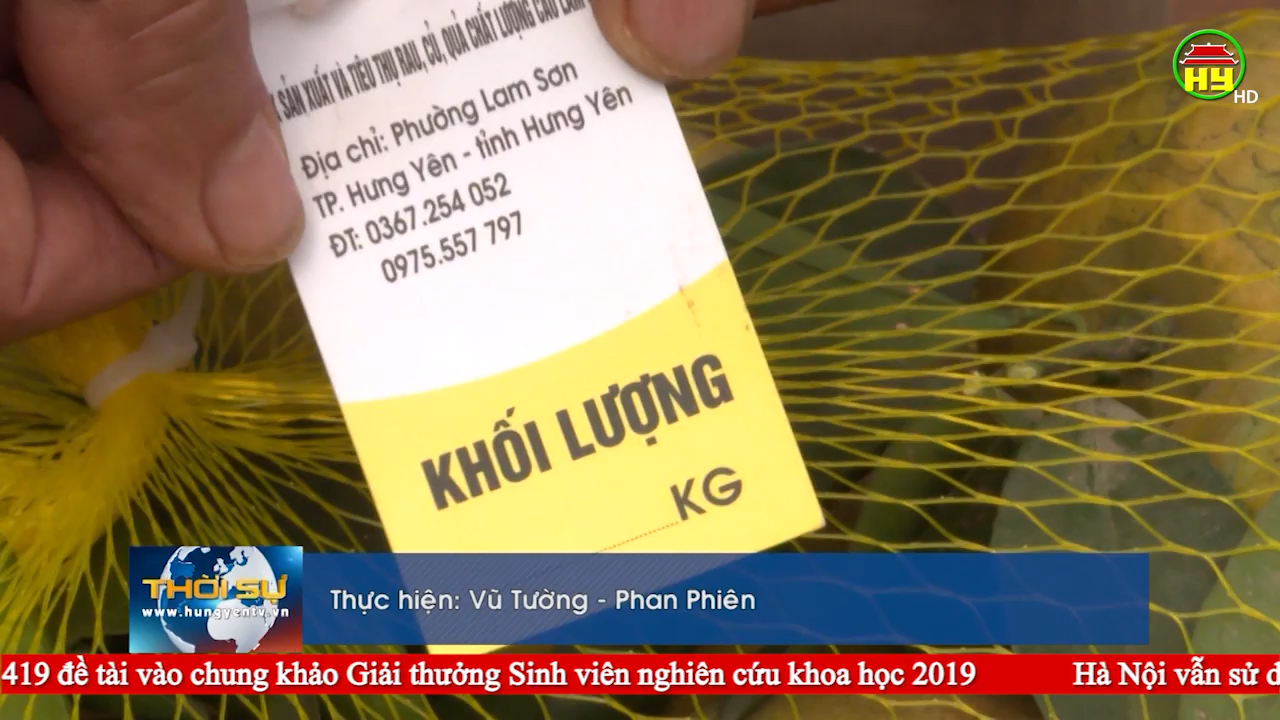 SẢN XUẤT VÀ TIÊU THỤ RAU, CỦ, QUẢ CHẤT LƯỢNG CAO LAM
Địa chỉ: Phường Lam Sơn
TP. Hưng Yên - tỉnh Hưng Yên
ĐT: 0367.254 052
0975.557 797
KHỐI LƯỢNG
KG
HY
HD
THỜI SỰ
www.hungyentv.vn
Thực hiện: Vũ Tường - Phan Phiên
419 đề tài vào chung khảo Giải thưởng Sinh viên nghiên cứu khoa học 2019 Hà Nội vẫn sử